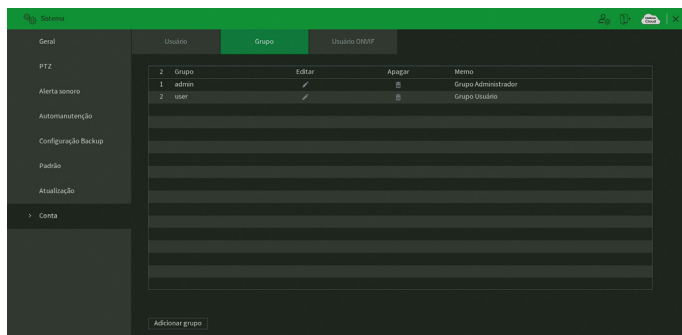 Sistema
Geral
PTZ
Alerta sonoro
Automanutenção
Configuração Backup
Padrão
Atualização
> Conta
Usuário Grupo Usuário ONVIF
2 Grupo Editar Apagar Memo
1 admin Grupo Administrador
2 user Grupo Usuário
Adicionar grupo